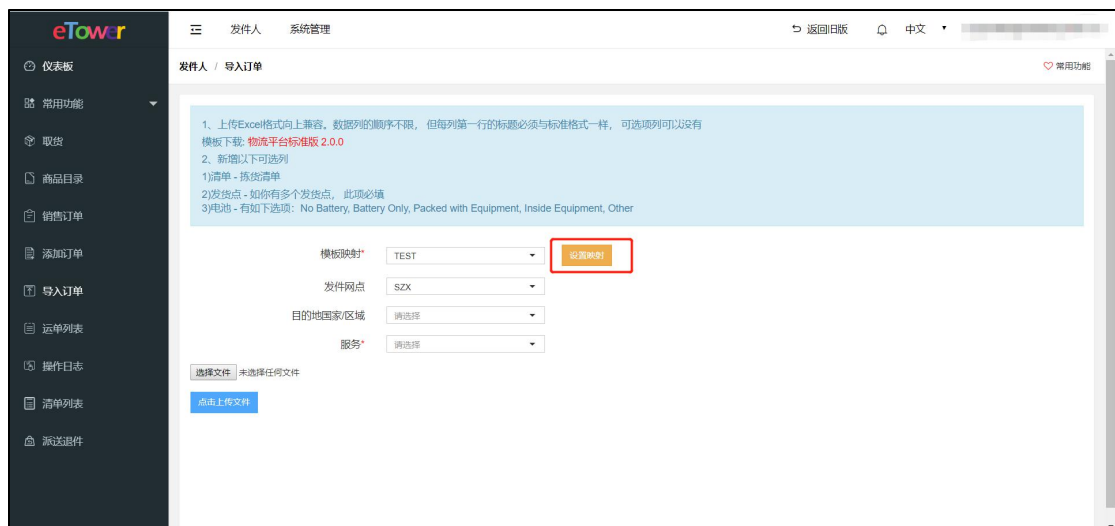 eTower
发件人 系统管理 返回旧版 中文
仪表板
发件人 / 导入订单 常用功能
常用功能
取货
商品目录
销售订单
添加订单
导入订单
运单列表
操作日志
清单列表
派送退件
1、上传Excel格式向上兼容。数据列的顺序不限， 但每列第一行的标题必须与标准格式一样， 可选项列可以没有
模板下载: 物流平台标准版 2.0.0
2、新增以下可选列
1)清单 - 拣货清单
2)发货点 - 如你有多个发货点， 此项必填
3)电池 - 有如下选项：No Battery, Battery Only, Packed with Equipment, Inside Equipment, Other
模板映射* TEST 设置映射
发件网点 SZX
目的地国家/区域 请选择
服务* 请选择
选择文件 未选择任何文件
点击上传文件